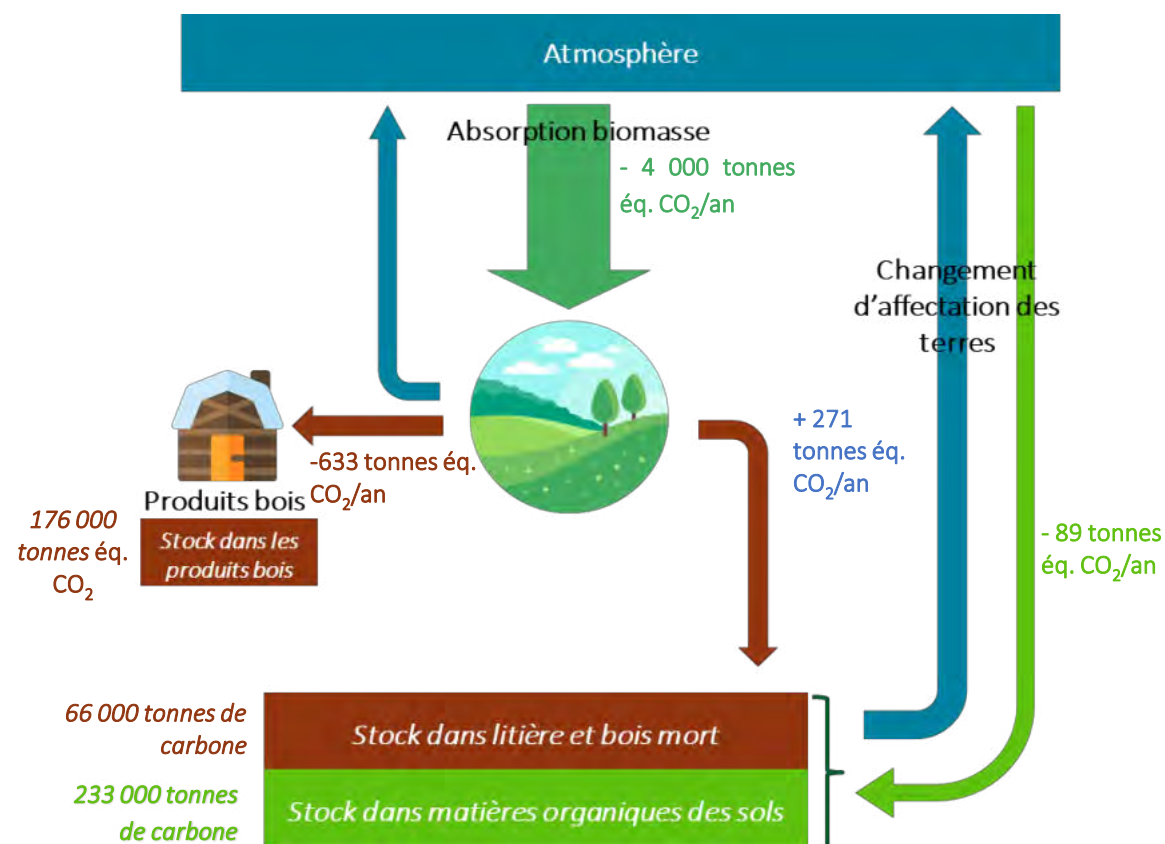 Atmosphère
Absorption biomasse
- 4 000 tonnes
éq. CO₂/an
Changement
d'affectation des
terres
+ 271
tonnes éq.
CO₂/an
-633 tonnes éq.
CO₂/an
Produits bois
176 000
tonnes éq.
CO₂
Stock dans les
produits bois
- 89 tonnes
éq. CO₂/an
66 000 tonnes de
carbone
Stock dans litière et bois mort
233 000 tonnes
de carbone
Stock dans matières organiques des sols